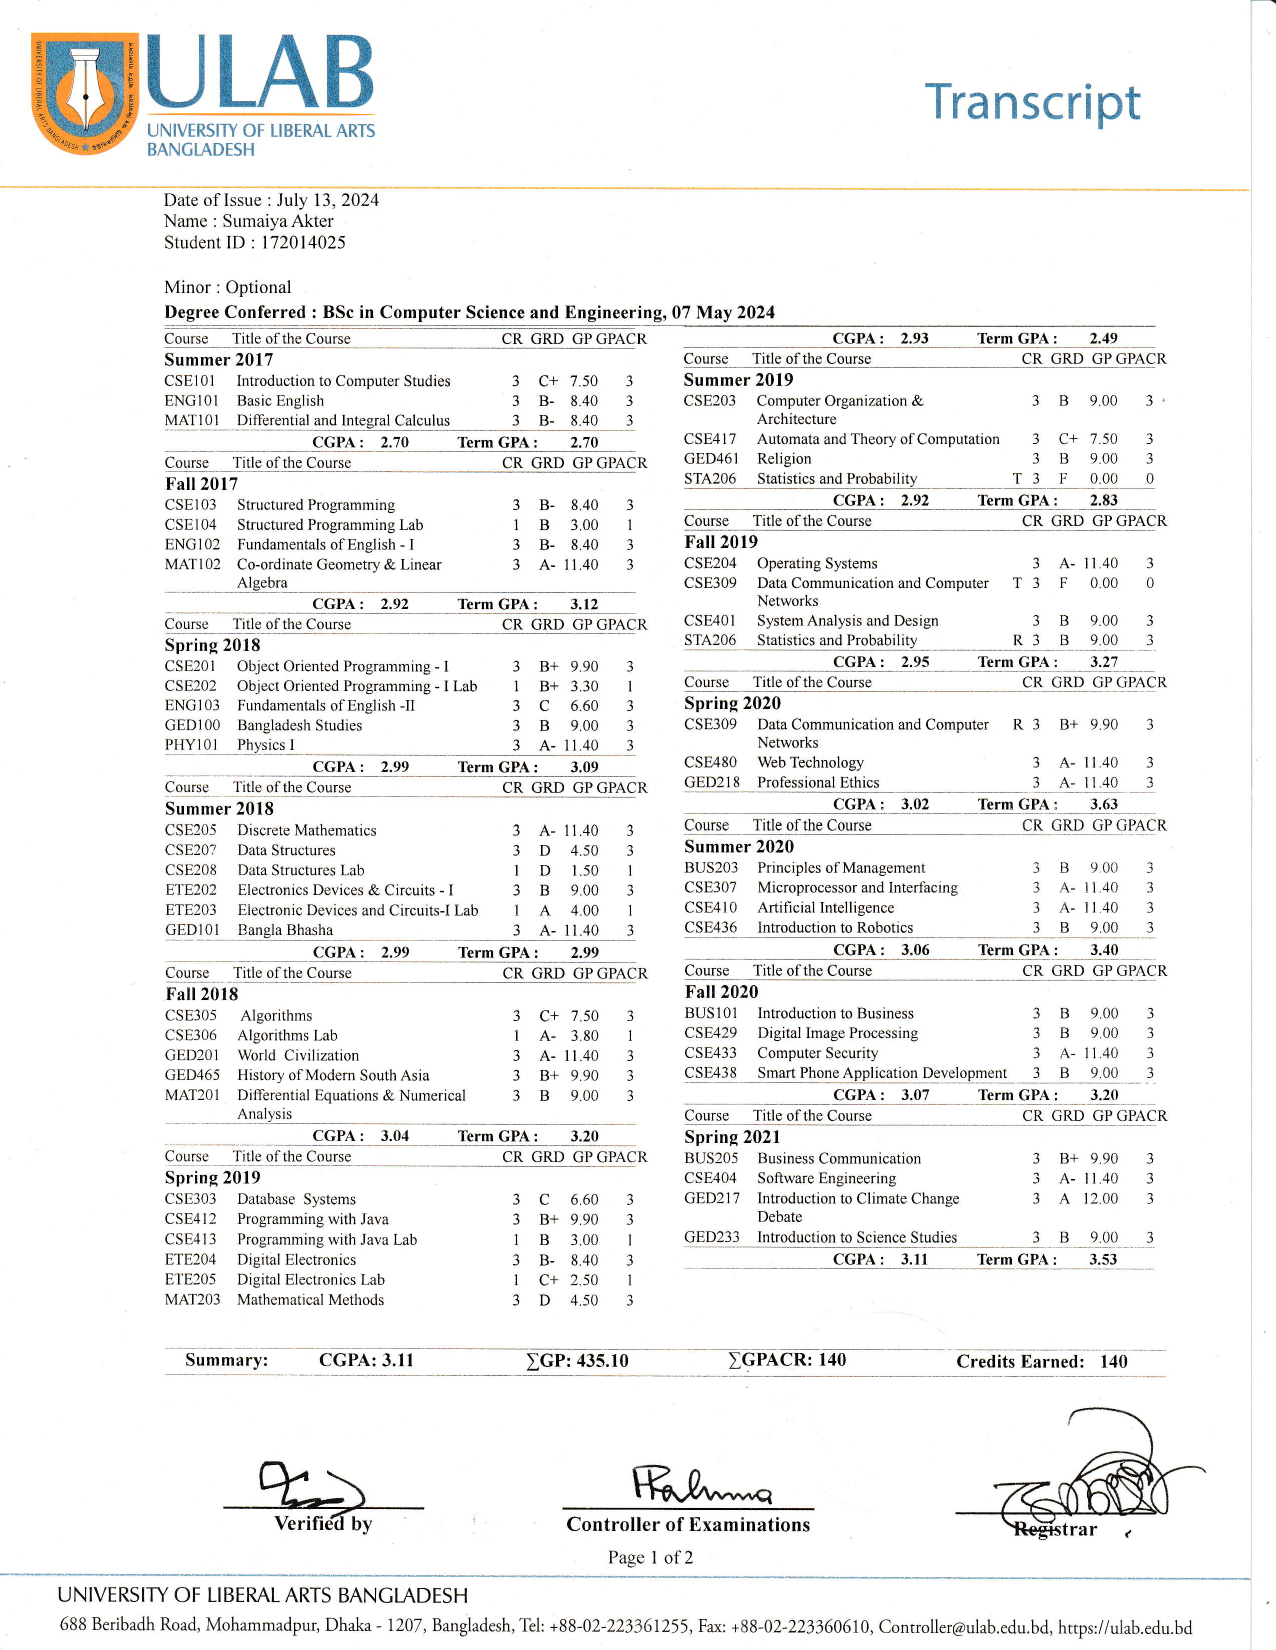 ULAB
UNIVERSITY OF LIBERAL ARTS
BANGLADESH
Transcript
Date of Issue : July 13, 2024
Name : Sumaiya Akter
Student ID : 172014025
Minor : Optional
Degree Conferred : BSc in Computer Science and Engineering, 07 May 2024
Course Title of the Course CR GRD GP GPACR
Summer 2017
CSE101 Introduction to Computer Studies 3 C+ 7.50 3
ENG101 Basic English 3 B- 8.40 3
MAT101 Differential and Integral Calculus 3 B- 8.40 3
CGPA : 2.70 Term GPA : 2.70
Course Title of the Course CR GRD GP GPACR
Fall 2017
CSE103 Structured Programming 3 B- 8.40 3
CSE104 Structured Programming Lab 1 B 3.00 1
ENG102 Fundamentals of English - I 3 B- 8.40 3
MAT102 Co-ordinate Geometry & Linear 3 A- 11.40 3
Algebra
CGPA : 2.92 Term GPA : 3.12
Course Title of the Course CR GRD GP GPACR
Spring 2018
CSE201 Object Oriented Programming - I 3 B+ 9.90 3
CSE202 Object Oriented Programming - I Lab 1 B+ 3.30 1
ENG103 Fundamentals of English -II 3 C 6.60 3
GED100 Bangladesh Studies 3 B 9.00 3
PHY101 Physics I 3 A- 11.40 3
CGPA : 2.99 Term GPA : 3.09
Course Title of the Course CR GRD GP GPACR
Summer 2018
CSE205 Discrete Mathematics 3 A- 11.40 3
CSE207 Data Structures 3 D 4.50 3
CSE208 Data Structures Lab 1 D 1.50 1
ETE202 Electronics Devices & Circuits - I 3 B 9.00 3
ETE203 Electronic Devices and Circuits-I Lab 1 A 4.00 1
GED101 Bangla Bhasha 3 A- 11.40 3
CGPA : 2.99 Term GPA : 2.99
Course Title of the Course CR GRD GP GPACR
Fall 2018
CSE305 Algorithms 3 C+ 7.50 3
CSE306 Algorithms Lab 1 A- 3.80 1
GED201 World Civilization 3 A- 11.40 3
GED465 History of Modern South Asia 3 B+ 9.90 3
MAT201 Differential Equations & Numerical 3 B 9.00 3
Analysis
CGPA : 3.04 Term GPA : 3.20
Course Title of the Course CR GRD GP GPACR
Spring 2019
CSE303 Database Systems 3 C 6.60 3
CSE412 Programming with Java 3 B+ 9.90 3
CSE413 Programming with Java Lab 1 B 3.00 1
ETE204 Digital Electronics 3 B- 8.40 3
ETE205 Digital Electronics Lab 1 C+ 2.50 1
MAT203 Mathematical Methods 3 D 4.50 3
CGPA : 2.93 Term GPA : 2.49
Course Title of the Course CR GRD GP GPACR
Summer 2019
CSE203 Computer Organization & 3 B 9.00 3
Architecture
CSE417 Automata and Theory of Computation 3 C+ 7.50 3
GED461 Religion 3 B 9.00 3
STA206 Statistics and Probability T 3 F 0.00 0
CGPA : 2.92 Term GPA : 2.83
Course Title of the Course CR GRD GP GPACR
Fall 2019
CSE204 Operating Systems 3 A- 11.40 3
CSE309 Data Communication and Computer T 3 F 0.00 0
Networks
CSE401 System Analysis and Design 3 B 9.00 3
STA206 Statistics and Probability R 3 B 9.00 3
CGPA : 2.95 Term GPA : 3.27
Course Title of the Course CR GRD GP GPACR
Spring 2020
CSE309 Data Communication and Computer R 3 B+ 9.90 3
Networks
CSE480 Web Technology 3 A- 11.40 3
GED218 Professional Ethics 3 A- 11.40 3
CGPA : 3.02 Term GPA : 3.63
Course Title of the Course CR GRD GP GPACR
Summer 2020
BUS203 Principles of Management 3 B 9.00 3
CSE307 Microprocessor and Interfacing 3 A- 11.40 3
CSE410 Artificial Intelligence 3 A- 11.40 3
CSE436 Introduction to Robotics 3 B 9.00 3
CGPA : 3.06 Term GPA : 3.40
Course Title of the Course CR GRD GP GPACR
Fall 2020
BUS101 Introduction to Business 3 B 9.00 3
CSE429 Digital Image Processing 3 B 9.00 3
CSE433 Computer Security 3 A- 11.40 3
CSE438 Smart Phone Application Development 3 B 9.00 3
CGPA : 3.07 Term GPA : 3.20
Course Title of the Course CR GRD GP GPACR
Spring 2021
BUS205 Business Communication 3 B+ 9.90 3
CSE404 Software Engineering 3 A- 11.40 3
GED217 Introduction to Climate Change 3 A 12.00 3
Debate
GED233 Introduction to Science Studies 3 B 9.00 3
CGPA : 3.11 Term GPA : 3.53
Summary: CGPA: 3.11 ∑GP: 435.10 ∑GPACR: 140 Credits Earned: 140
Verified by
Controller of Examinations
Registrar
Page 1 of 2
UNIVERSITY OF LIBERAL ARTS BANGLADESH
688 Beribadh Road, Mohammadpur, Dhaka - 1207, Bangladesh, Tel: +88-02-223361255, Fax: +88-02-223360610, Controller@ulab.edu.bd, https://ulab.edu.bd